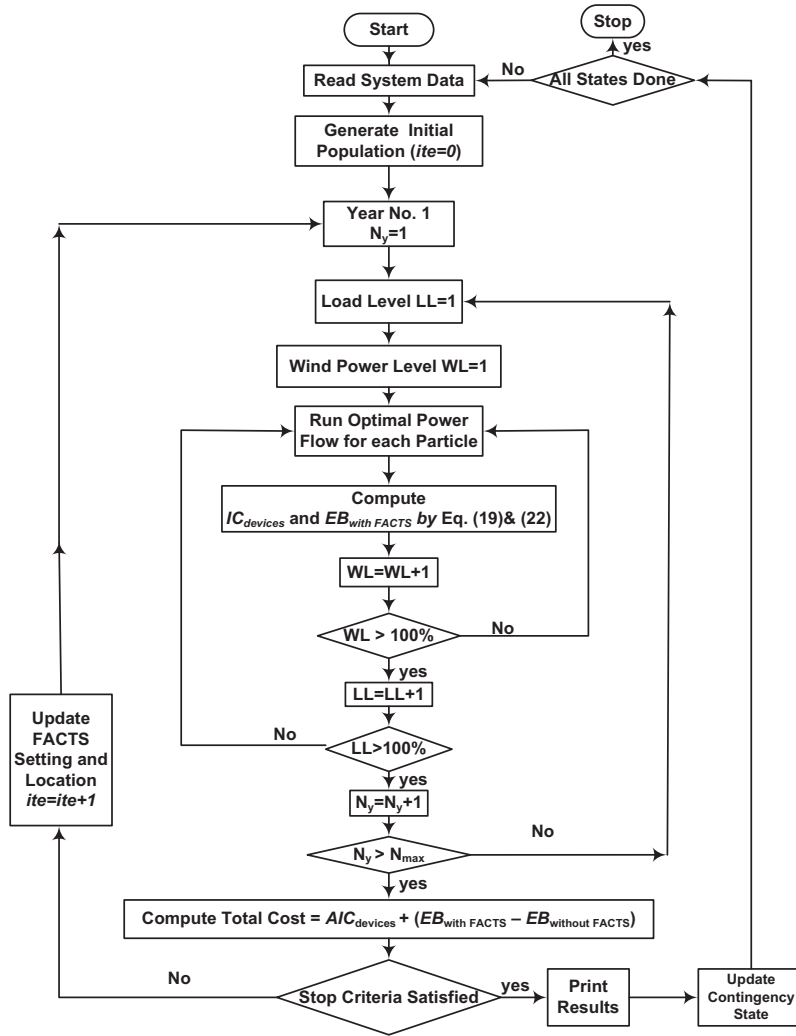 Start
Stop
yes
No
All States Done
Read System Data
Generate Initial
Population (ite=0)
Year No. 1
Ny=1
Load Level LL=1
Wind Power Level WL=1
Run Optimal Power
Flow for each Particle
Compute
ICdevices and EBwith FACTS by Eq. (19)& (22)
WL=WL+1
WL > 100%
No
yes
LL=LL+1
No
LL>100%
yes
Ny=Ny+1
No
Ny > Nmax
yes
Update
FACTS
Setting and
Location
ite=ite+1
Compute Total Cost = AICdevices + (EBwith FACTS – EBwithout FACTS)
No
Stop Criteria Satisfied
yes
Print
Results
Update
Contingency
State